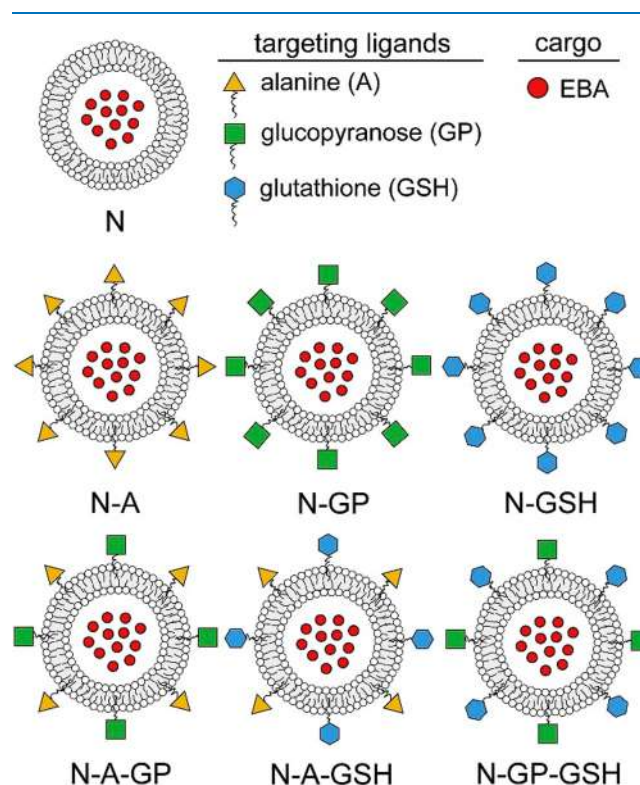 targeting ligands
cargo
alanine (A)
EBA
glucopyranose (GP)
glutathione (GSH)
N
N-A
N-GP
N-GSH
N-A-GP
N-A-GSH
N-GP-GSH